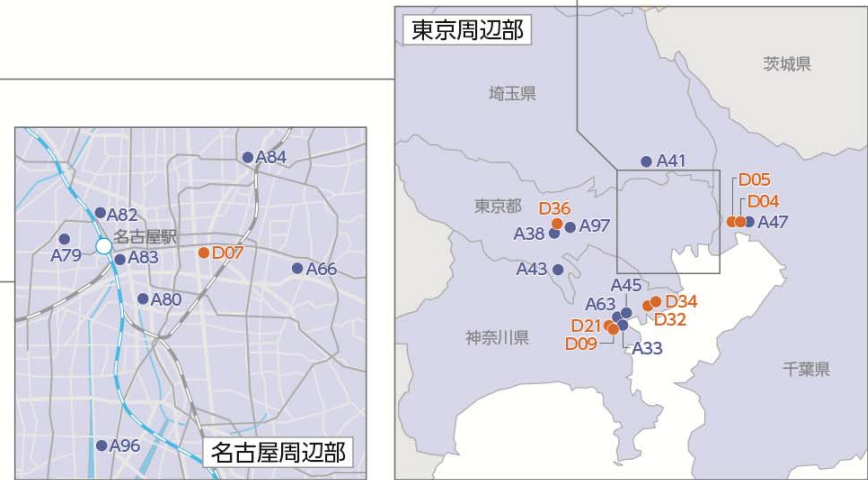 東京周辺部
茨城県
埼玉県
A41
D05
D04
A47
東京都
D36
A38
A97
A43
A45
A63
D34
D32
D21
D09
A33
神奈川県
千葉県
A84
A82
名古屋駅
A79
A83
D07
A66
A80
A96
名古屋周辺部